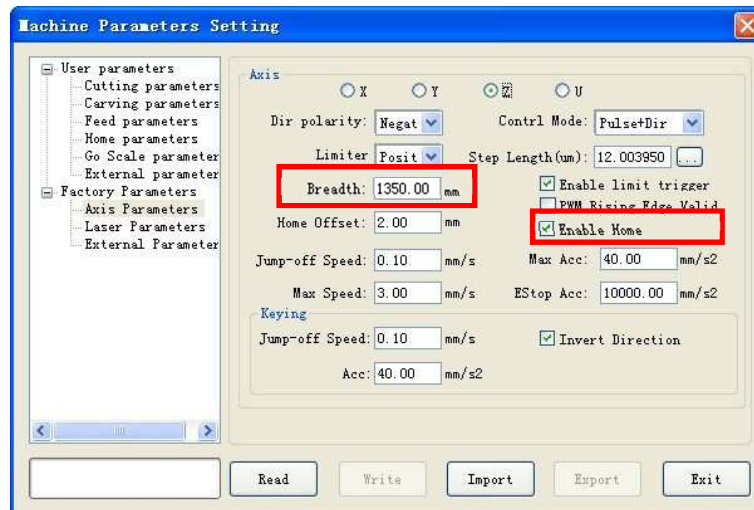 Machine Parameters Setting
User parameters
Cutting parameters
Carving parameters
Feed parameters
Home parameters
Go Scale parameter
External parameter
Factory Parameters
Axis Parameters
Laser Parameters
External Parameter
Axis
X Y Z U
Dir polarity: Negat Contrl Mode: Pulse+Dir
Limiter Posit Step Length(um): 12.003950 ...
Breadth: 1350.00 mm Enable limit trigger
PWM Rising Edge Valid
Home Offset: 2.00 mm Enable Home
Jump-off Speed: 0.10 mm/s Max Acc: 40.00 mm/s2
Max Speed: 3.00 mm/s EStop Acc: 10000.00 mm/s2
Keying
Jump-off Speed: 0.10 mm/s Invert Direction
Acc: 40.00 mm/s2
Read Write Import Export Exit